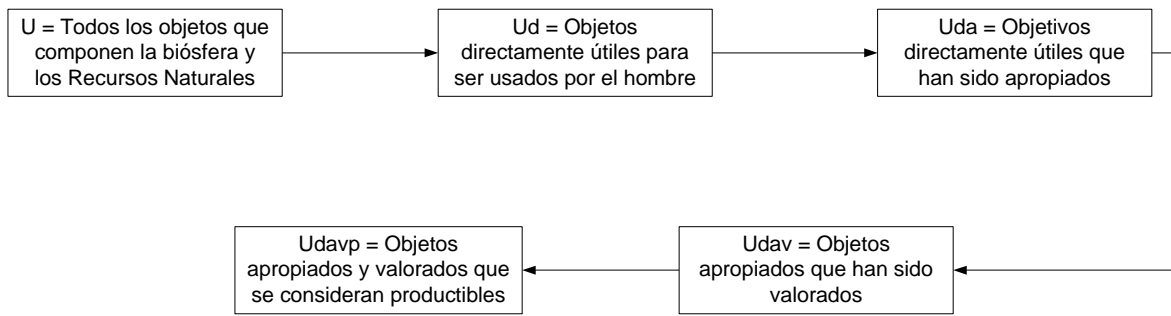 U = Todos los objetos que
componen la biósfera y
los Recursos Naturales
Ud = Objetos
directamente útiles para
ser usados por el hombre
Uda = Objetivos
directamente útiles que
han sido apropiados
Udav = Objetos
apropiados que han sido
valorados
Udavp = Objetos
apropiados y valorados que
se consideran productibles